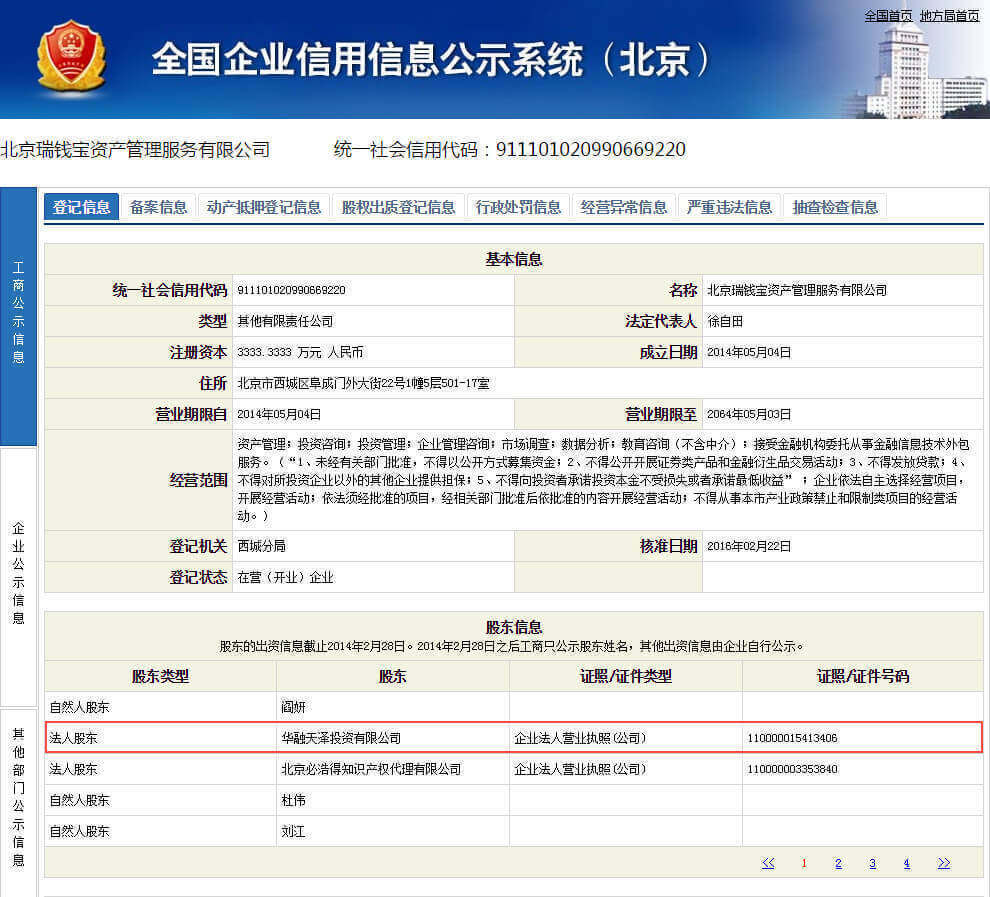 全国首页 地方局首页
全国企业信用信息公示系统（北京）
北京瑞钱宝资产管理服务有限公司 统一社会信用代码：911101020990669220
工商公示信息
企业公示信息
其他部门公示信息
登记信息 备案信息 动产抵押登记信息 股权出质登记信息 行政处罚信息 经营异常信息 严重违法信息 抽查检查信息
基本信息
统一社会信用代码 911101020990669220 名称 北京瑞钱宝资产管理服务有限公司
类型 其他有限责任公司 法定代表人 徐自田
注册资本 3333.3333 万元 人民币 成立日期 2014年05月04日
住所 北京市西城区阜成门外大街22号1幢5层501-17室
营业期限自 2014年05月04日 营业期限至 2064年05月03日
经营范围 资产管理；投资咨询；投资管理；企业管理咨询；市场调查；数据分析；教育咨询（不含中介）；接受金融机构委托从事金融信息技术外包
服务。（“1、未经有关部门批准，不得以公开方式募集资金；2、不得公开开展证券类产品和金融衍生品交易活动；3、不得发放贷款；4、
不得对所投资企业以外的其他企业提供担保；5、不得向投资者承诺投资本金不受损失或者承诺最低收益”；企业依法自主选择经营项目，
开展经营活动；依法须经批准的项目，经相关部门批准后依批准的内容开展经营活动；不得从事本市产业政策禁止和限制类项目的经营活
动。）
登记机关 西城分局 核准日期 2016年02月22日
登记状态 在营（开业）企业
股东信息
股东的出资信息截止2014年2月28日。2014年2月28日之后工商只公示股东姓名，其他出资信息由企业自行公示。
股东类型 股东 证照/证件类型 证照/证件号码
自然人股东 阎妍
法人股东 华融天泽投资有限公司 企业法人营业执照(公司) 110000015413406
法人股东 北京必浩得知识产权代理有限公司 企业法人营业执照(公司) 110000003353840
自然人股东 杜伟
自然人股东 刘江
<< 1 2 3 4 >>